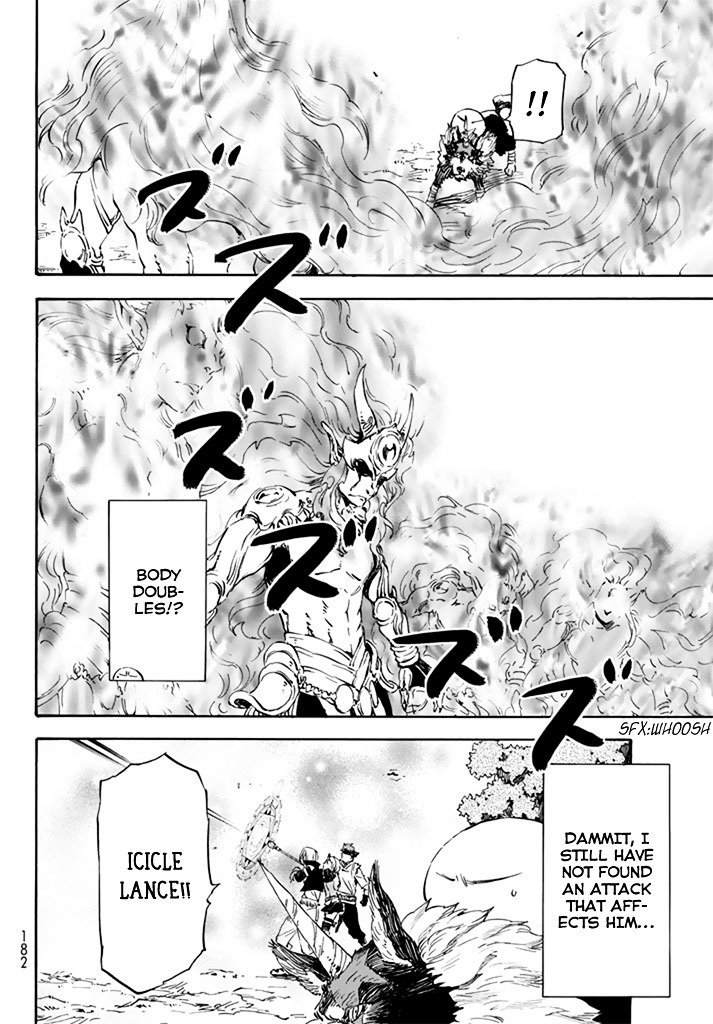 !!
ズ
ズ
ズ
ズ
ズ
ズ
BODY
DOUB-
LES!?
SFX:WHOOSH
DAMMIT, I
STILL HAVE
NOT FOUND
AN ATTACK
THAT AFF-
ECTS HIM...
ICICLE
LANCE!!
182